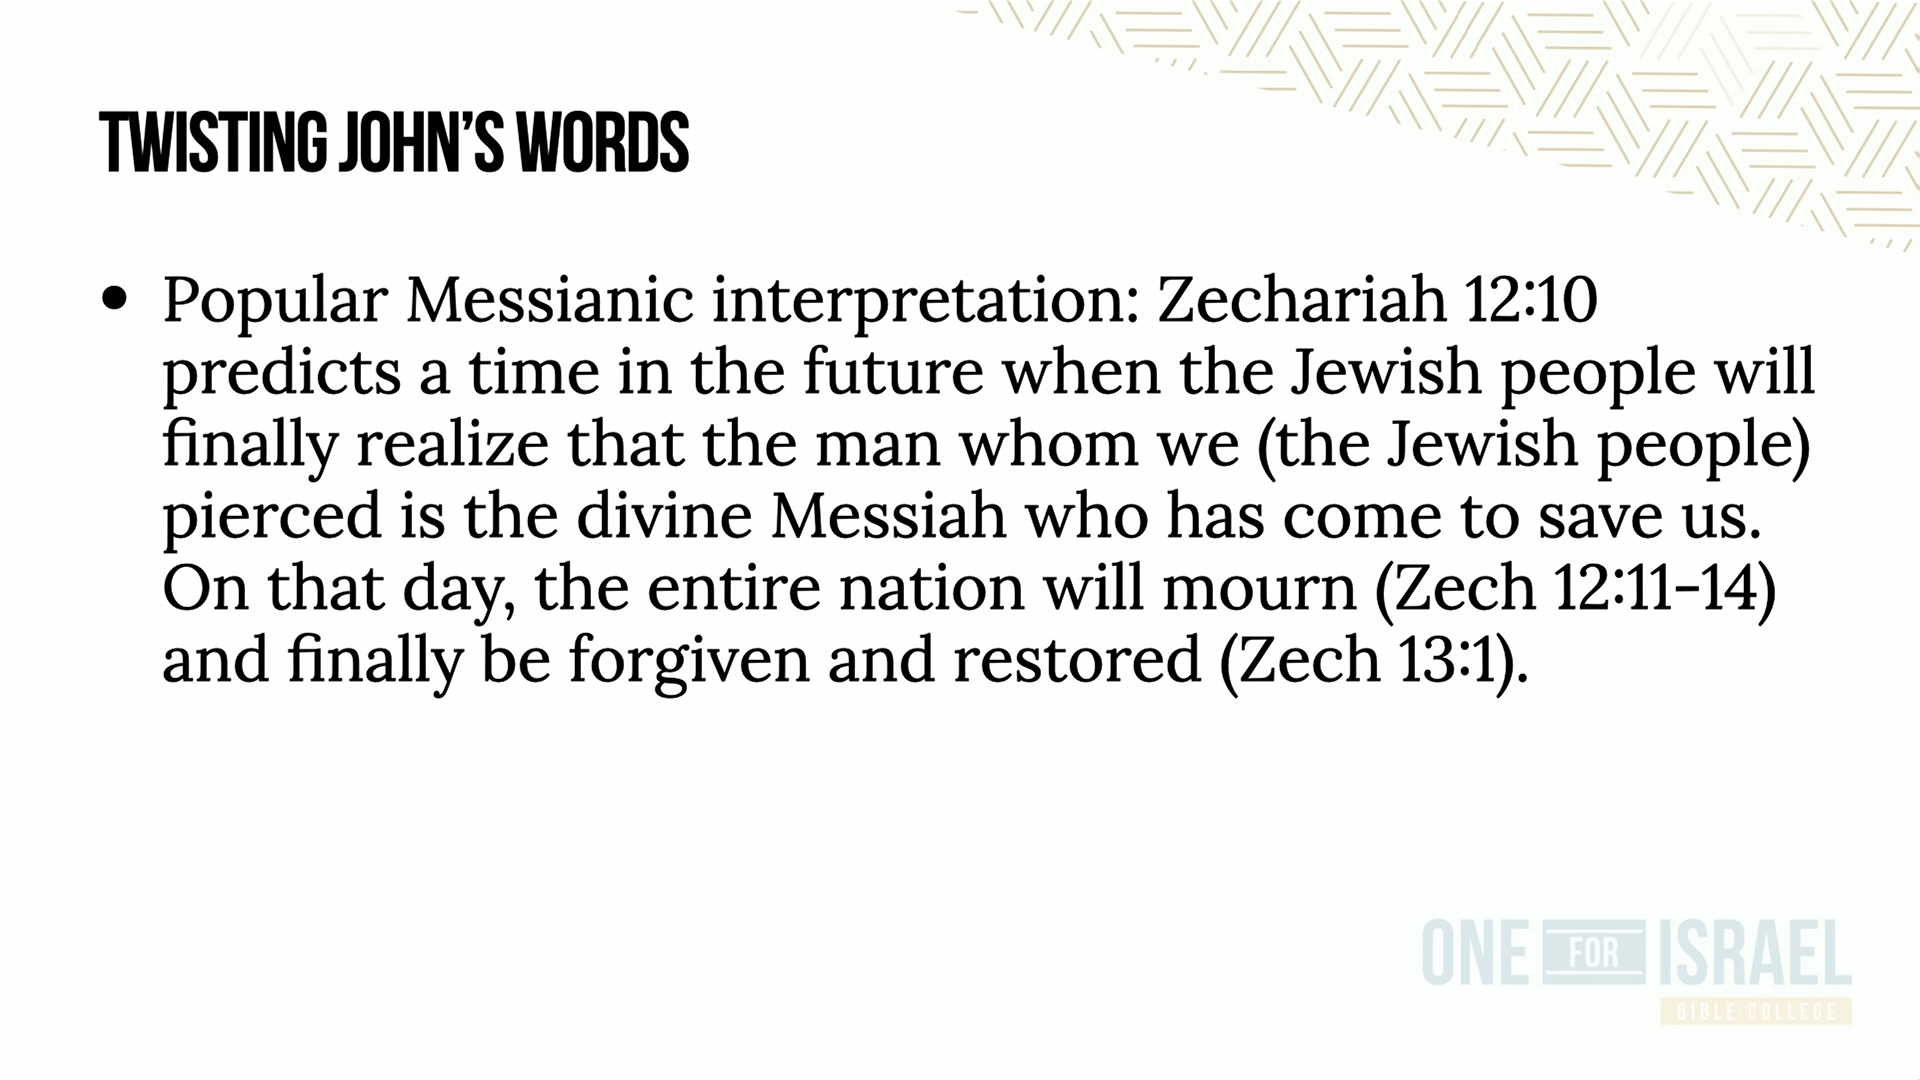 TWISTING JOHN’S WORDS
• Popular Messianic interpretation: Zechariah 12:10
predicts a time in the future when the Jewish people will
finally realize that the man whom we (the Jewish people)
pierced is the divine Messiah who has come to save us.
On that day, the entire nation will mourn (Zech 12:11-14)
and finally be forgiven and restored (Zech 13:1).
ONE FOR ISRAEL
BIBLE COLLEGE